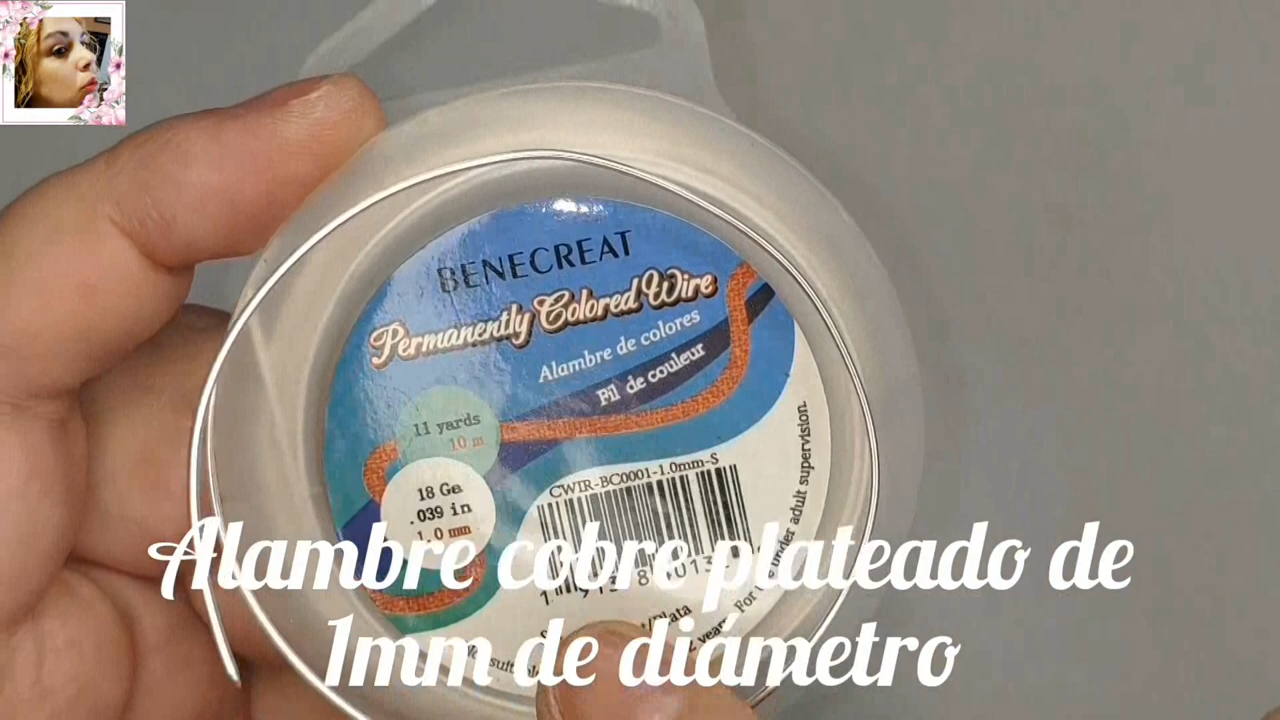 BENECREAT
Permanently Colored Wire
Alambre de colores
Fil de couleur
11 yards
10 m
18 Ga
.039 in
1.0 mm
CWIR-BC0001-1.0mm-S
under adult supervision.
Alambre cobre plateado de
1mm de diámetro